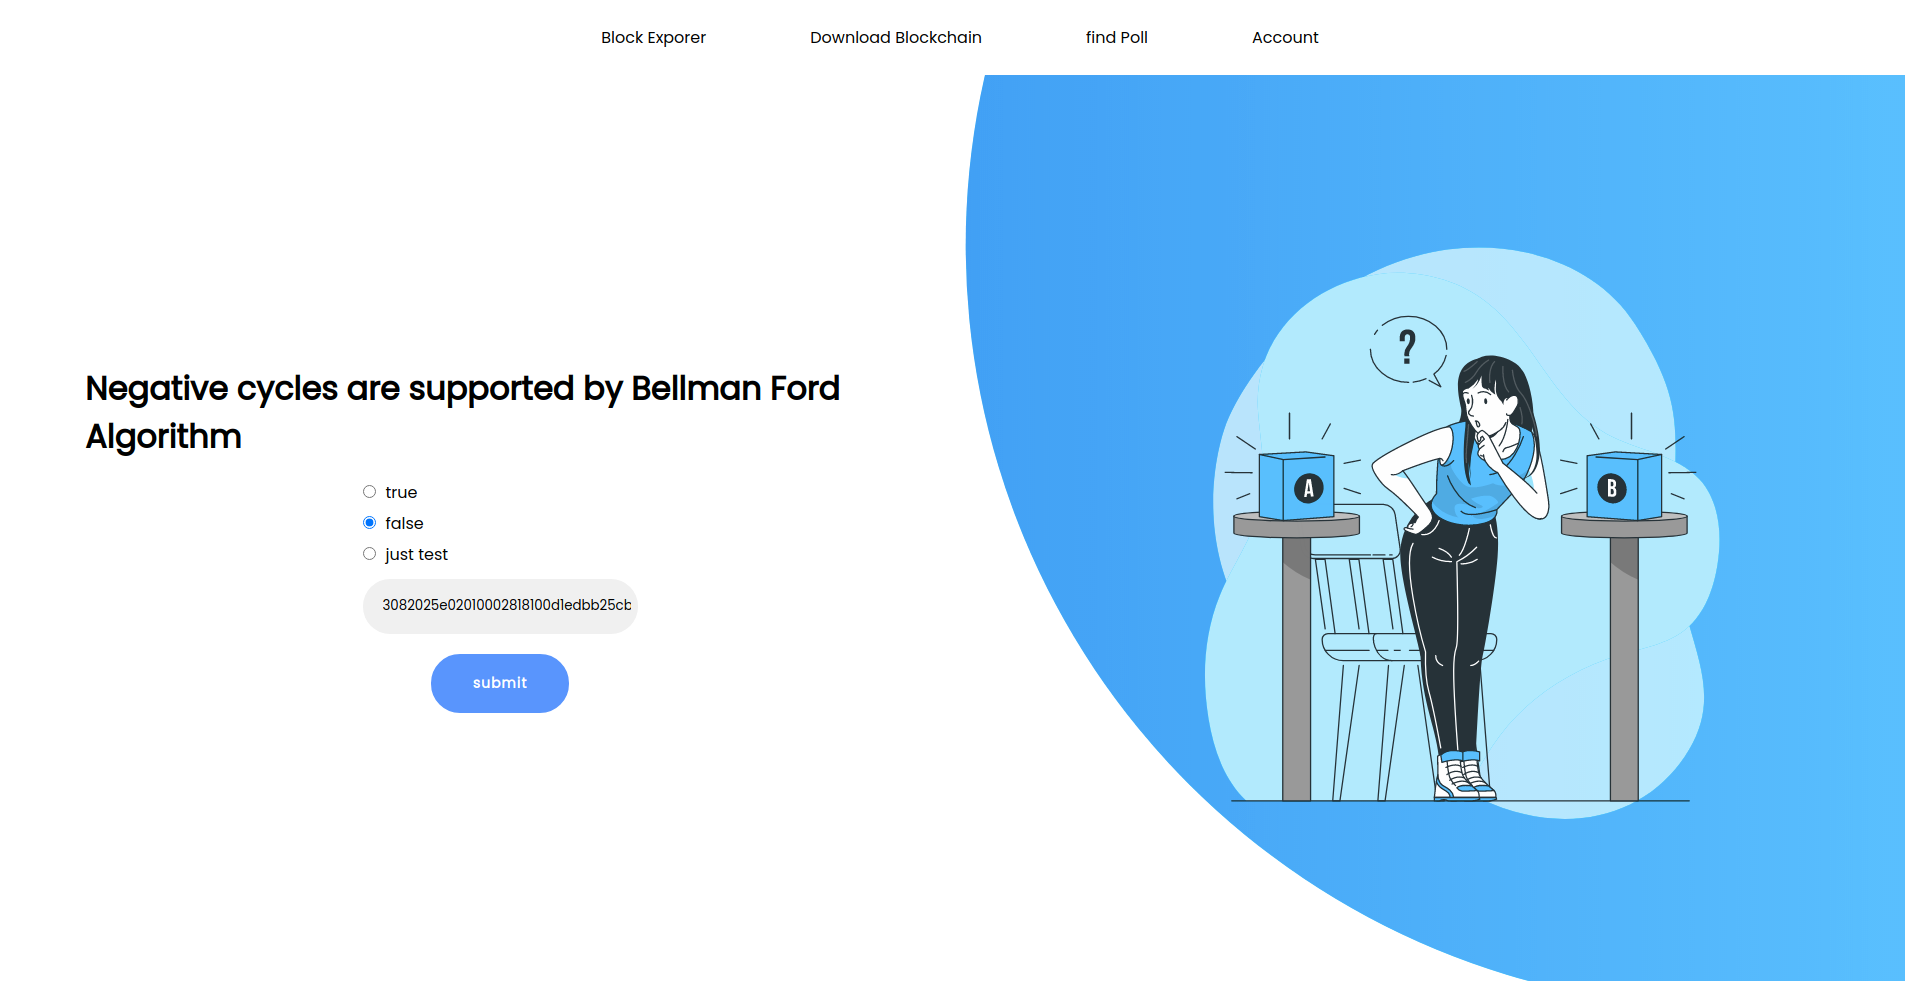 Block Exporer
Download Blockchain
find Poll
Account
Negative cycles are supported by Bellman Ford
Algorithm
true
false
just test
3082025e02010002818100d1edbb25cb
submit
?
A
B